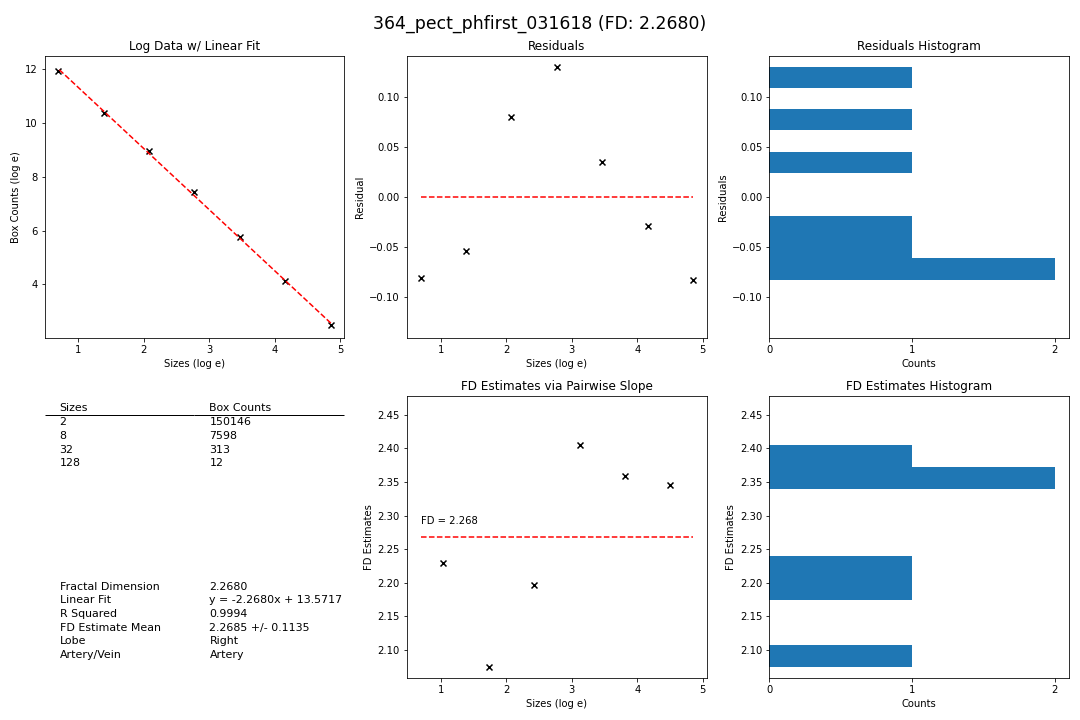 364_pect_phfirst_031618 (FD: 2.2680)
Log Data w/ Linear Fit
Box Counts (log e)
12
10
8
6
4
1 2 3 4 5
Sizes (log e)
Residuals
Residual
0.10
0.05
0.00
−0.05
−0.10
1 2 3 4 5
Sizes (log e)
Residuals Histogram
Residuals
0.10
0.05
0.00
−0.05
−0.10
0 1 2
Counts
Sizes Box Counts
2 150146
8 7598
32 313
128 12
Fractal Dimension 2.2680
Linear Fit y = -2.2680x + 13.5717
R Squared 0.9994
FD Estimate Mean 2.2685 +/- 0.1135
Lobe Right
Artery/Vein Artery
FD Estimates via Pairwise Slope
FD Estimates
2.45
2.40
2.35
2.30
2.25
2.20
2.15
2.10
FD = 2.268
1 2 3 4 5
Sizes (log e)
FD Estimates Histogram
FD Estimates
2.45
2.40
2.35
2.30
2.25
2.20
2.15
2.10
0 1 2
Counts